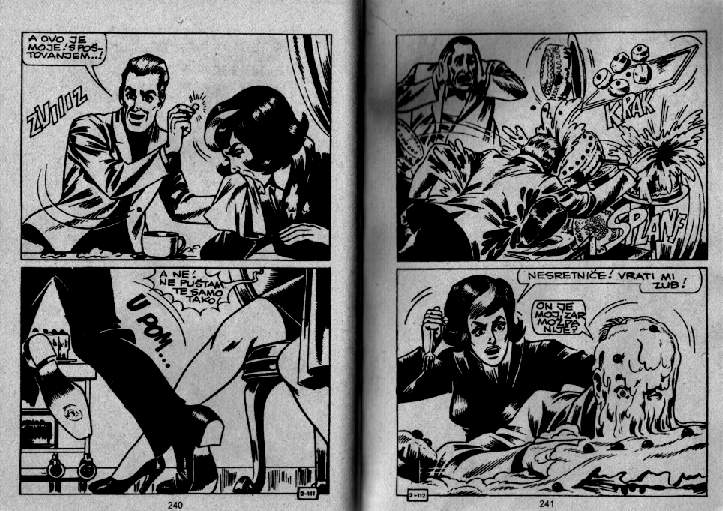 A OVO JE
MOJE! S POŠ-
TOVANJEM...!
ZVIIIZ
A NE!
NE PUŠTAM
TE SAMO
TAKO!
U POM...
240
KRAK
SPLANF
NESRETNIČE! VRATI MI
ZUB!
ON JE
MOJ, ZAR
MOŽDA
NIJE?
241